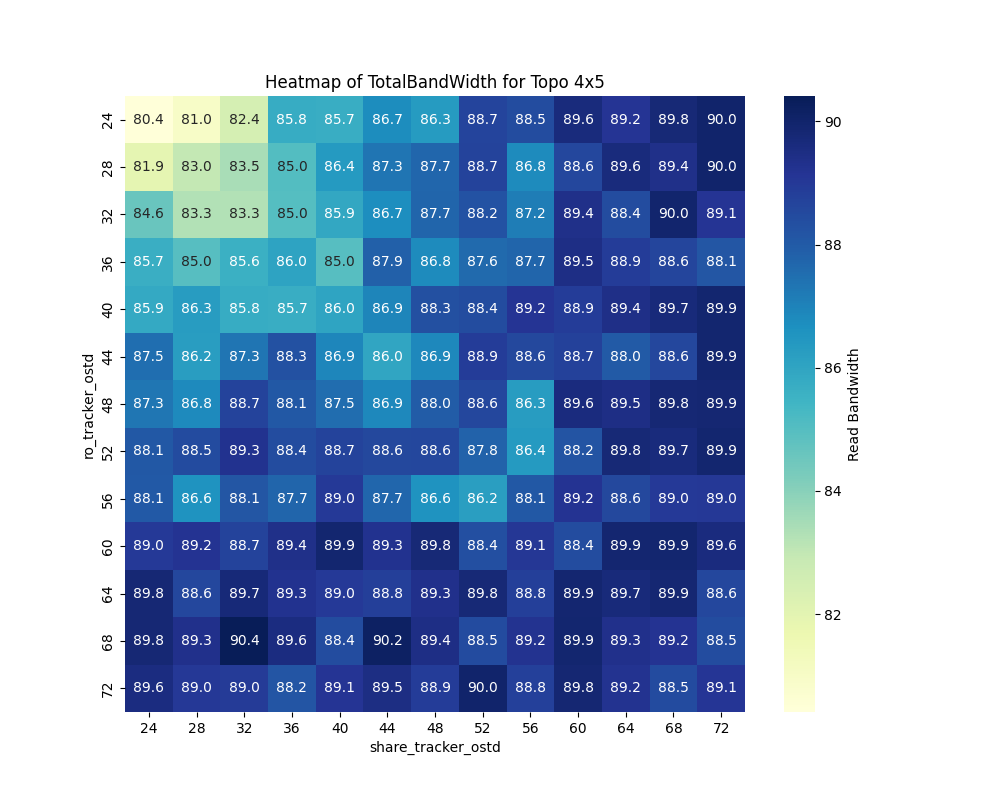 Heatmap of TotalBandWidth for Topo 4x5
24 80.4 81.0 82.4 85.8 85.7 86.7 86.3 88.7 88.5 89.6 89.2 89.8 90.0
28 81.9 83.0 83.5 85.0 86.4 87.3 87.7 88.7 86.8 88.6 89.6 89.4 90.0
32 84.6 83.3 83.3 85.0 85.9 86.7 87.7 88.2 87.2 89.4 88.4 90.0 89.1
36 85.7 85.0 85.6 86.0 85.0 87.9 86.8 87.6 87.7 89.5 88.9 88.6 88.1
40 85.9 86.3 85.8 85.7 86.0 86.9 88.3 88.4 89.2 88.9 89.4 89.7 89.9
44 87.5 86.2 87.3 88.3 86.9 86.0 86.9 88.9 88.6 88.7 88.0 88.6 89.9
48 87.3 86.8 88.7 88.1 87.5 86.9 88.0 88.6 86.3 89.6 89.5 89.8 89.9
52 88.1 88.5 89.3 88.4 88.7 88.6 88.6 87.8 86.4 88.2 89.8 89.7 89.9
56 88.1 86.6 88.1 87.7 89.0 87.7 86.6 86.2 88.1 89.2 88.6 89.0 89.0
60 89.0 89.2 88.7 89.4 89.9 89.3 89.8 88.4 89.1 88.4 89.9 89.9 89.6
64 89.8 88.6 89.7 89.3 89.0 88.8 89.3 89.8 88.8 89.9 89.7 89.9 88.6
68 89.8 89.3 90.4 89.6 88.4 90.2 89.4 88.5 89.2 89.9 89.3 89.2 88.5
72 89.6 89.0 89.0 88.2 89.1 89.5 88.9 90.0 88.8 89.8 89.2 88.5 89.1
24 28 32 36 40 44 48 52 56 60 64 68 72
share_tracker_ostd
ro_tracker_ostd
90
88
86
84
82
Read Bandwidth